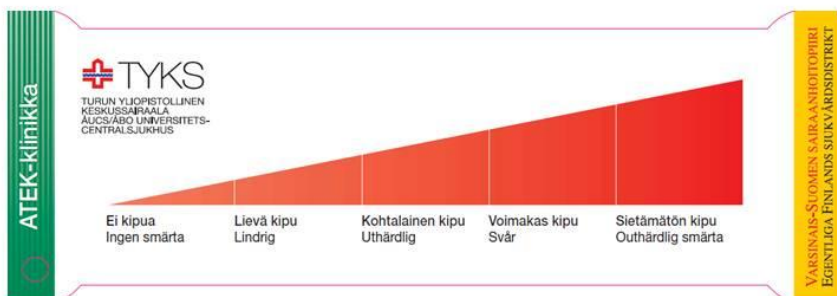 ATEK-klinikka
TYKS
TURUN YLIOPISTOLLINEN
KESKUSSAIRAALA
ÅUCS/ÅBO UNIVERSITETS-
CENTRALSJUKHUS
Ei kipua
Ingen smärta
Lievä kipu
Lindrig
Kohtalainen kipu
Uthärdlig
Voimakas kipu
Svår
Sietämätön kipu
Outhärdlig smärta
VARSINAIS-SUOMEN SAIRAANHOITOPIIRI
EGENTLIGA FINLANDS SJUKVÅRDSDISTRIKT